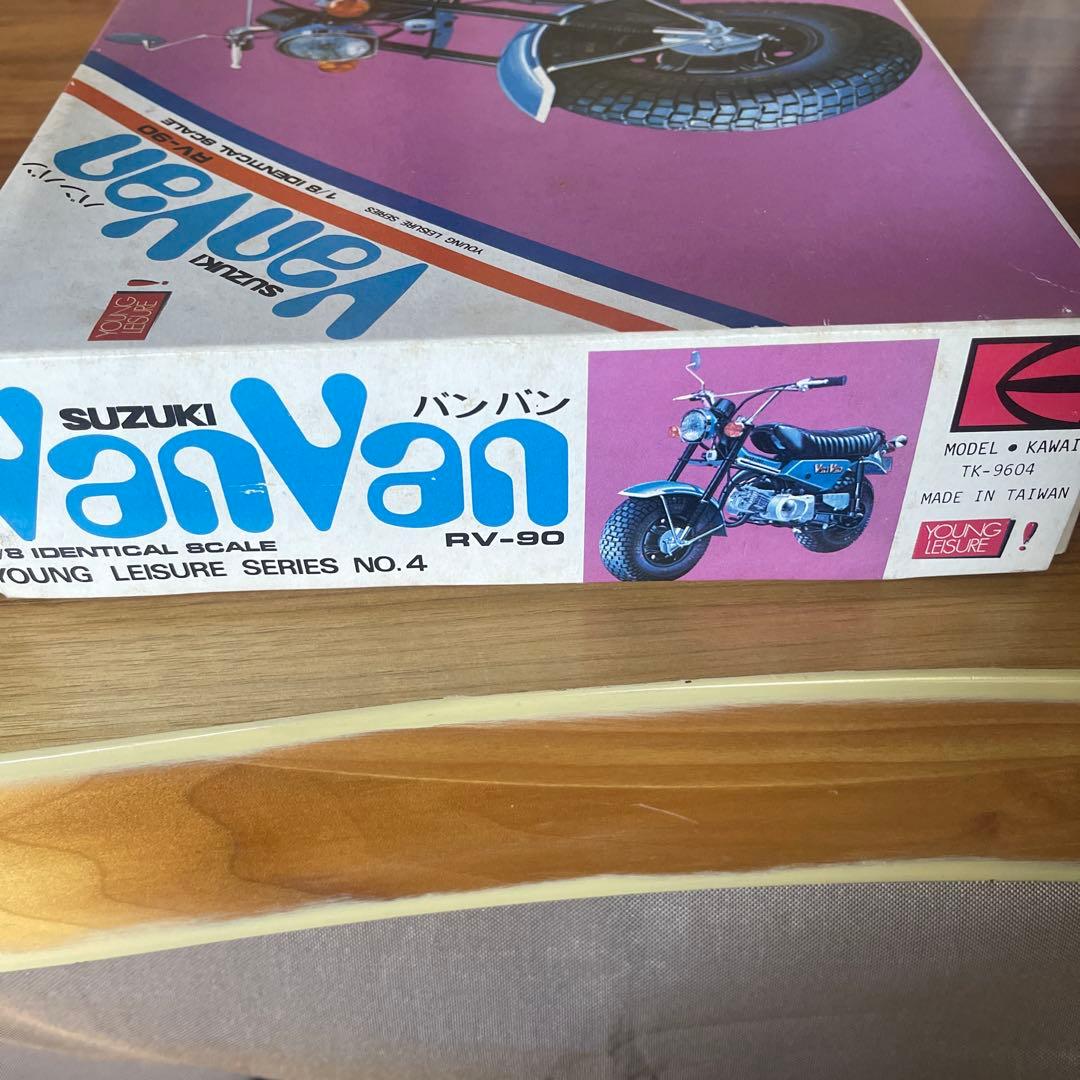 YOUNG LEISURE SERIES
1/8 IDENTICAL SCALE
RV-90
VanVan
バンバン
SUZUKI
YOUNG
LEISURE!
SUZUKI
バンバン
VanVan
/8 IDENTICAL SCALE
RV-90
YOUNG LEISURE SERIES NO.4
Van Van
MODEL • KAWAI
TK-9604
MADE IN TAIWAN
YOUNG
LEISURE!